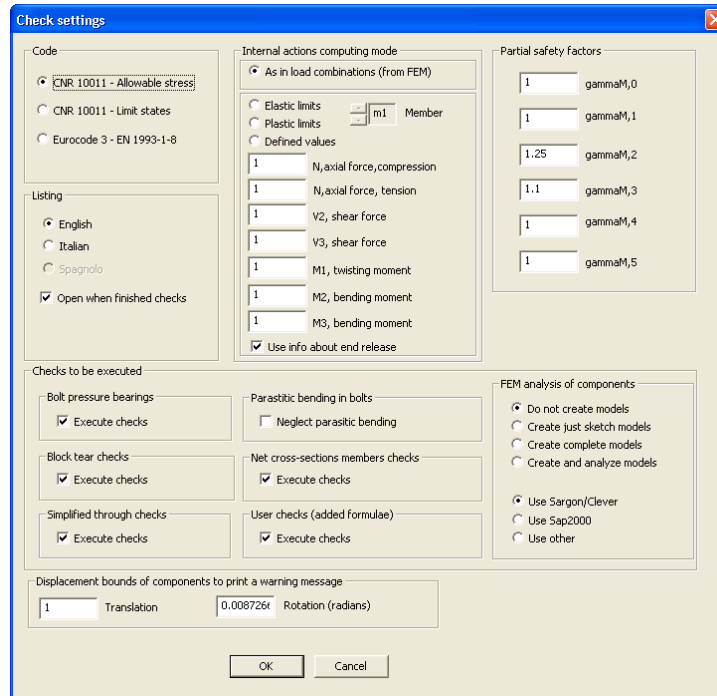 Check settings
Code
CNR 10011 - Allowable stress
CNR 10011 - Limit states
Eurocode 3 - EN 1993-1-8
Listing
English
Italian
Spagnolo
Open when finished checks
Internal actions computing mode
As in load combinations (from FEM)
Elastic limits
Plastic limits
m1 Member
Defined values
1 N,axial force,compression
1 N,axial force, tension
1 V2, shear force
1 V3, shear force
1 M1, twisting moment
1 M2, bending moment
1 M3, bending moment
Use info about end release
Partial safety factors
1 gammaM,0
1 gammaM,1
1.25 gammaM,2
1.1 gammaM,3
1 gammaM,4
1 gammaM,5
Checks to be executed
Bolt pressure bearings
Execute checks
Parastitic bending in bolts
Neglect parasitic bending
Block tear checks
Execute checks
Net cross-sections members checks
Execute checks
Simplified through checks
Execute checks
User checks (added formulae)
Execute checks
FEM analysis of components
Do not create models
Create just sketch models
Create complete models
Create and analyze models
Use Sargon/Clever
Use Sap2000
Use other
Displacement bounds of components to print a warning message
1 Translation
0.008726 Rotation (radians)
OK
Cancel